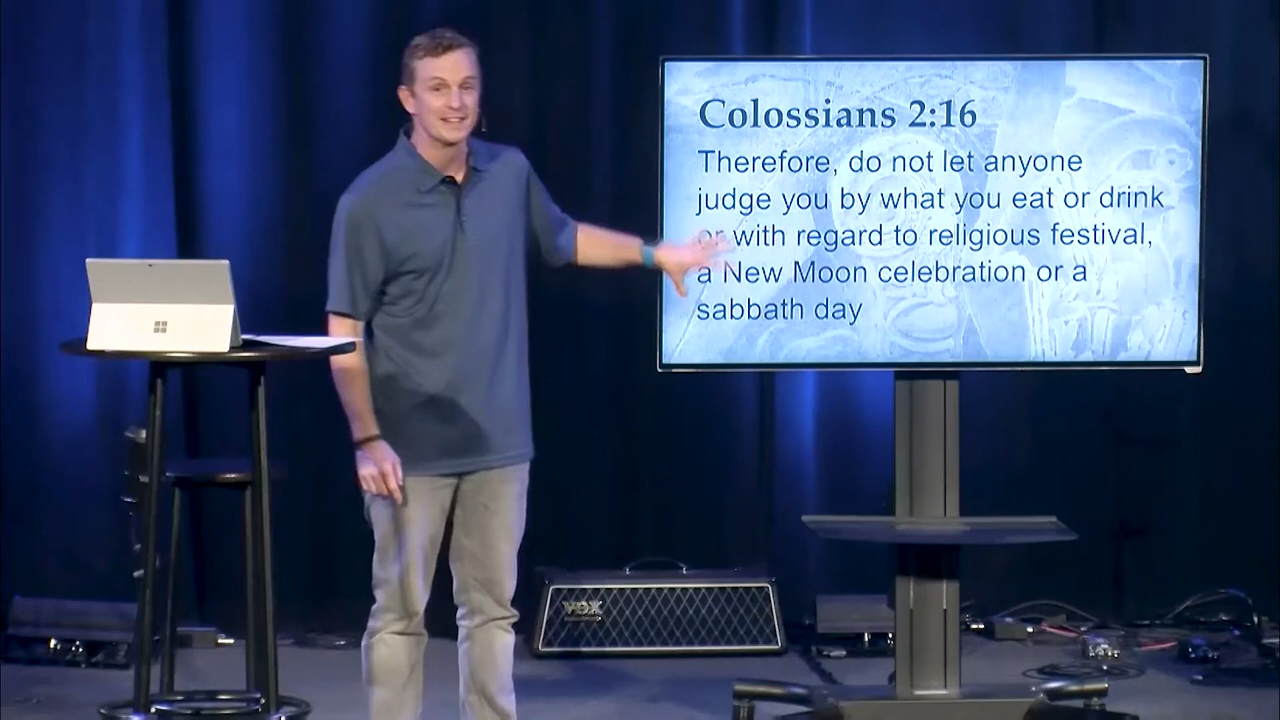 Colossians 2:16
Therefore, do not let anyone
judge you by what you eat or drink
or with regard to religious festival,
a New Moon celebration or a
sabbath day
VOX